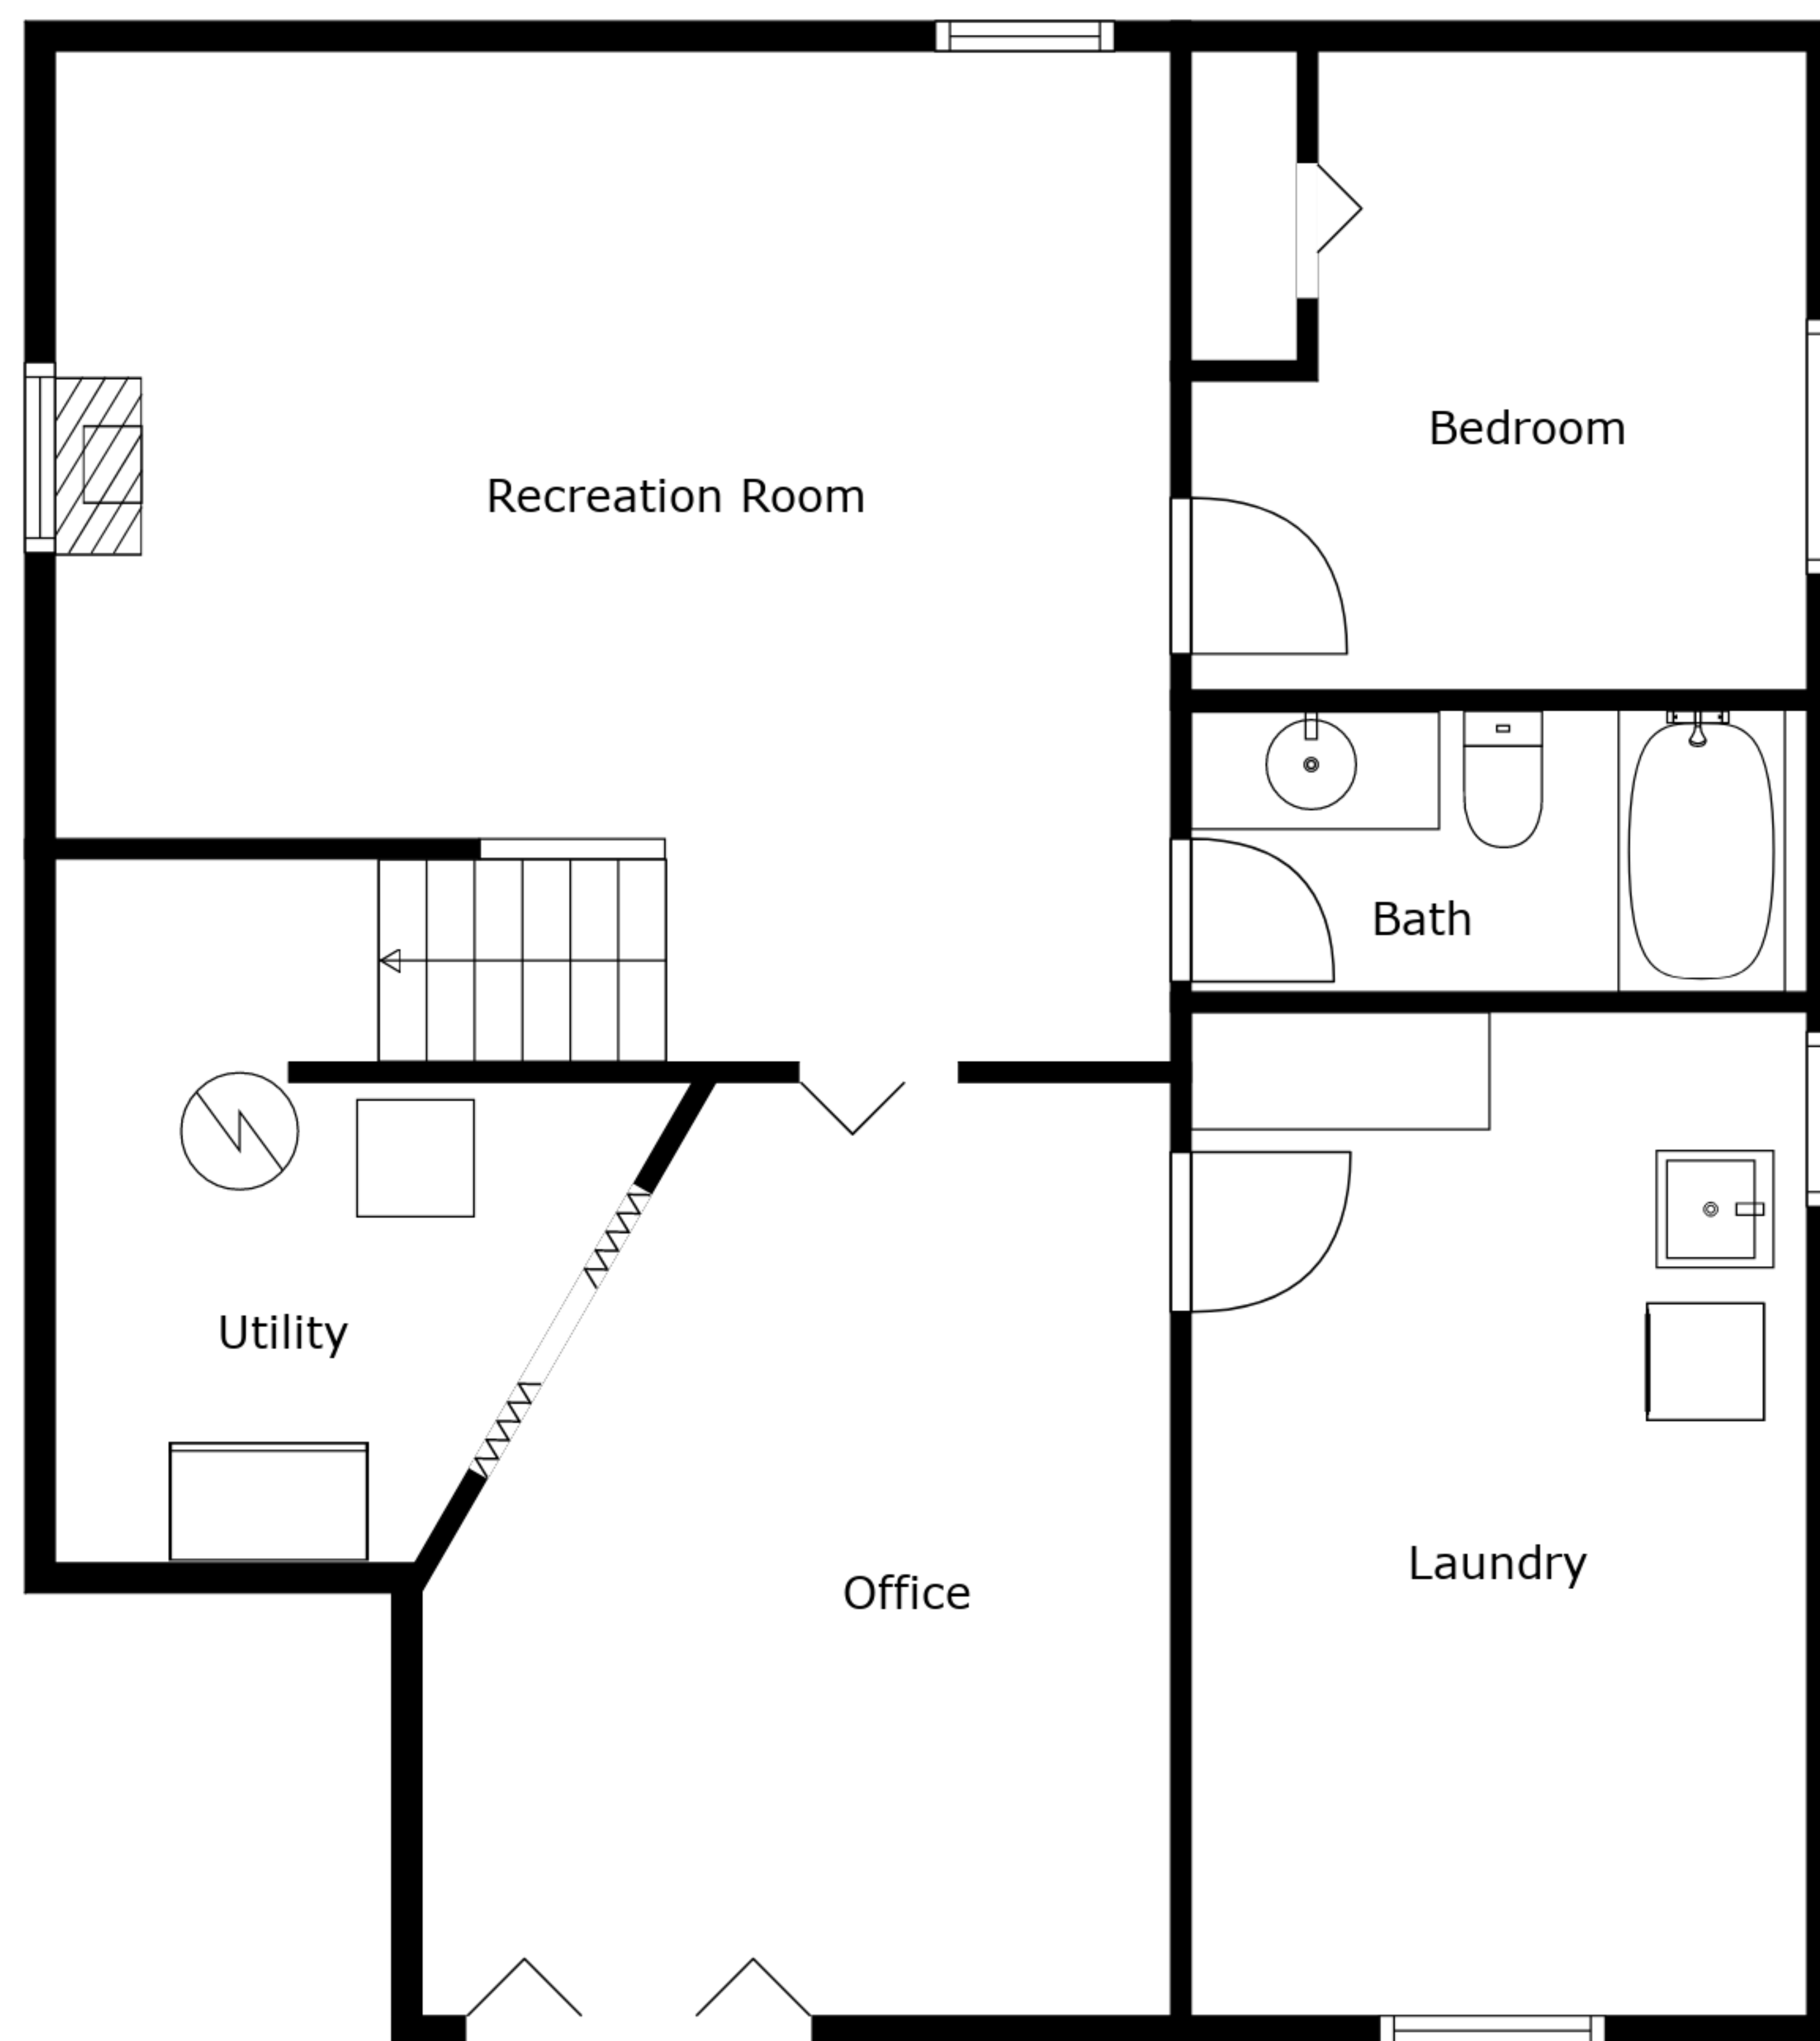 Bedroom
Recreation Room
Bath
Utility
Laundry
Office